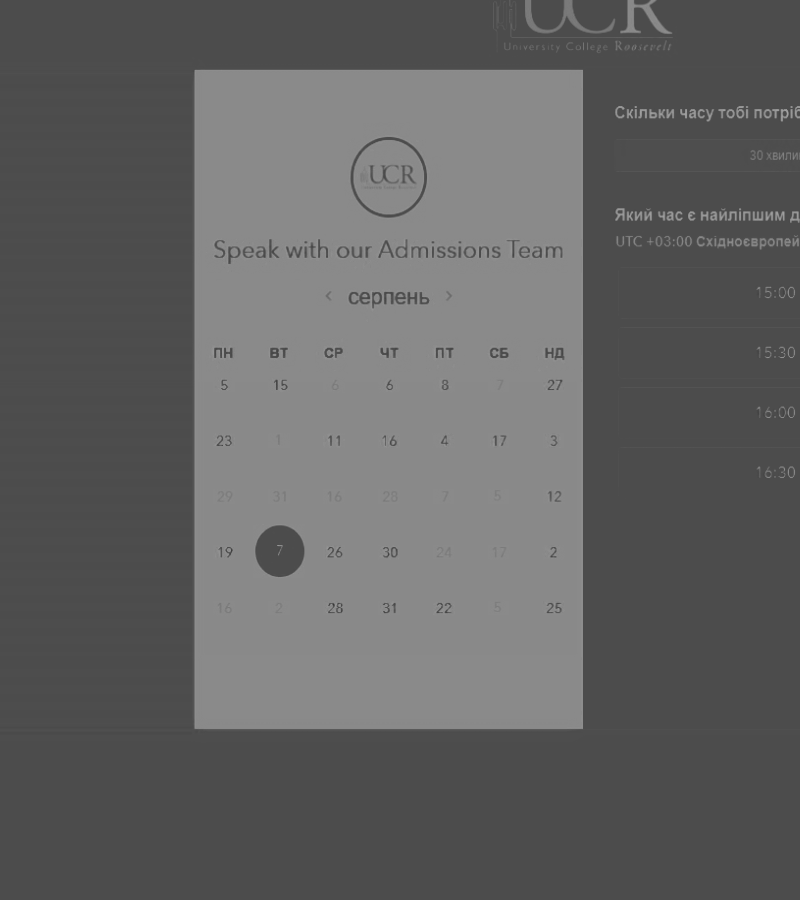 UCR
University College Roosevelt
UCR
Speak with our Admissions Team
< серпень >
ПН ВТ СР ЧТ ПТ СБ НД
5 15 6 6 8 7 27
23 1 11 16 4 17 3
29 31 16 28 7 5 12
19 7 26 30 24 17 2
16 2 28 31 22 5 25
Скільки часу тобі потріб
30 хвили
Який час є найліпшим д
UTC +03:00 Східноєвропей
15:00
15:30
16:00
16:30